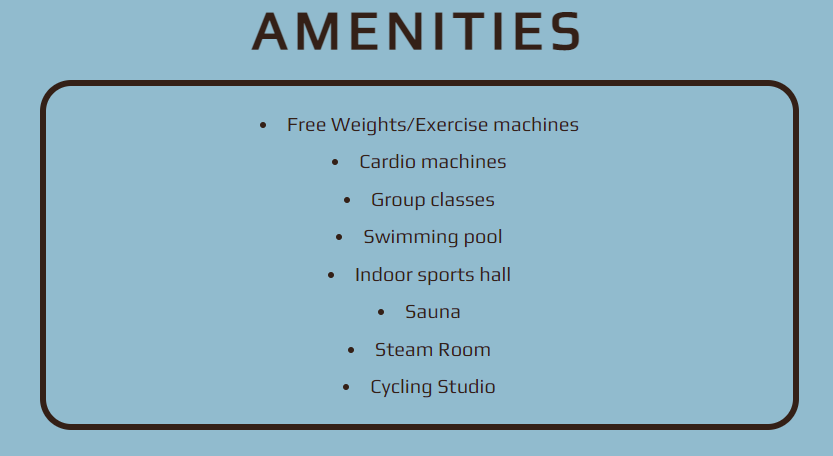 AMENITIES
• Free Weights/Exercise machines
• Cardio machines
• Group classes
• Swimming pool
• Indoor sports hall
• Sauna
• Steam Room
• Cycling Studio